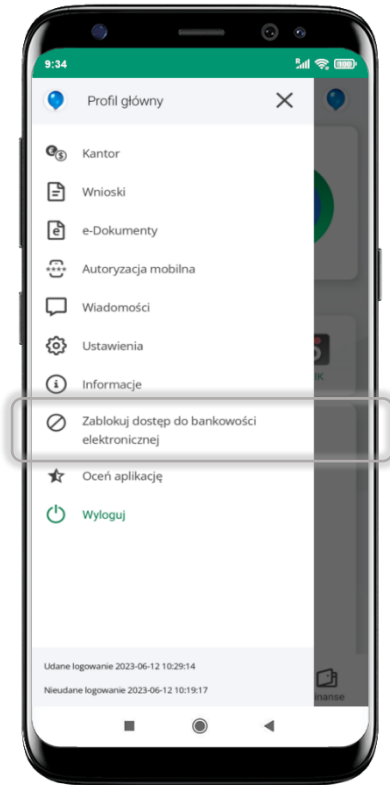 9:34
Profil główny
Kantor
Wnioski
e-Dokumenty
Autoryzacja mobilna
Wiadomości
Ustawienia
Informacje
Zablokuj dostęp do bankowości
elektronicznej
Oceń aplikację
Wyloguj
Udane logowanie 2023-06-12 10:29:14
Nieudane logowanie 2023-06-12 10:19:17